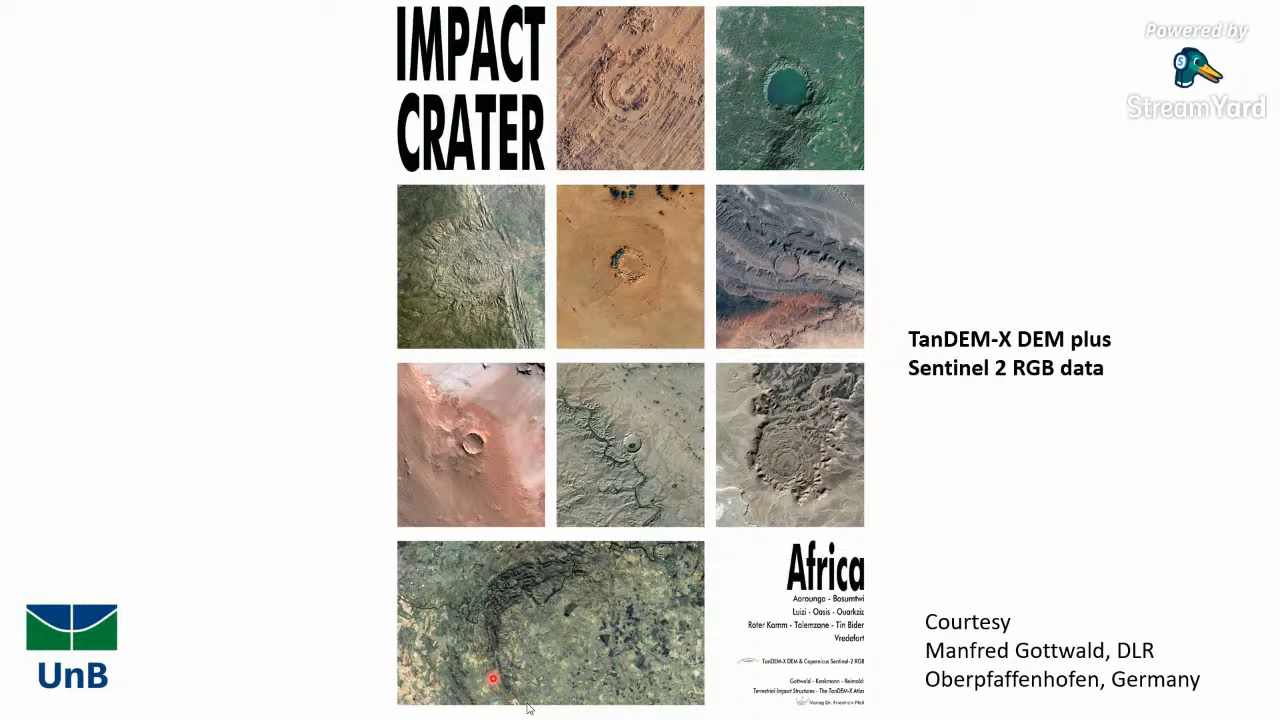 IMPACT
CRATER
Powered by
S
StreamYard
TanDEM-X DEM plus
Sentinel 2 RGB data
Africa
Aorounga - Bosumtwi
Luizi - Oasis - Ouarkziz
Roter Kamm - Talemzane - Tin Bider
Vredefort
TanDEM-X DEM & Copernicus Sentinel-2 RGB
Gottwald - Kenkmann - Reimold:
Terrestrial Impact Structures - The TanDEM-X Atlas
Verlag Dr. Friedrich Pfeil
Courtesy
Manfred Gottwald, DLR
Oberpfaffenhofen, Germany
UnB